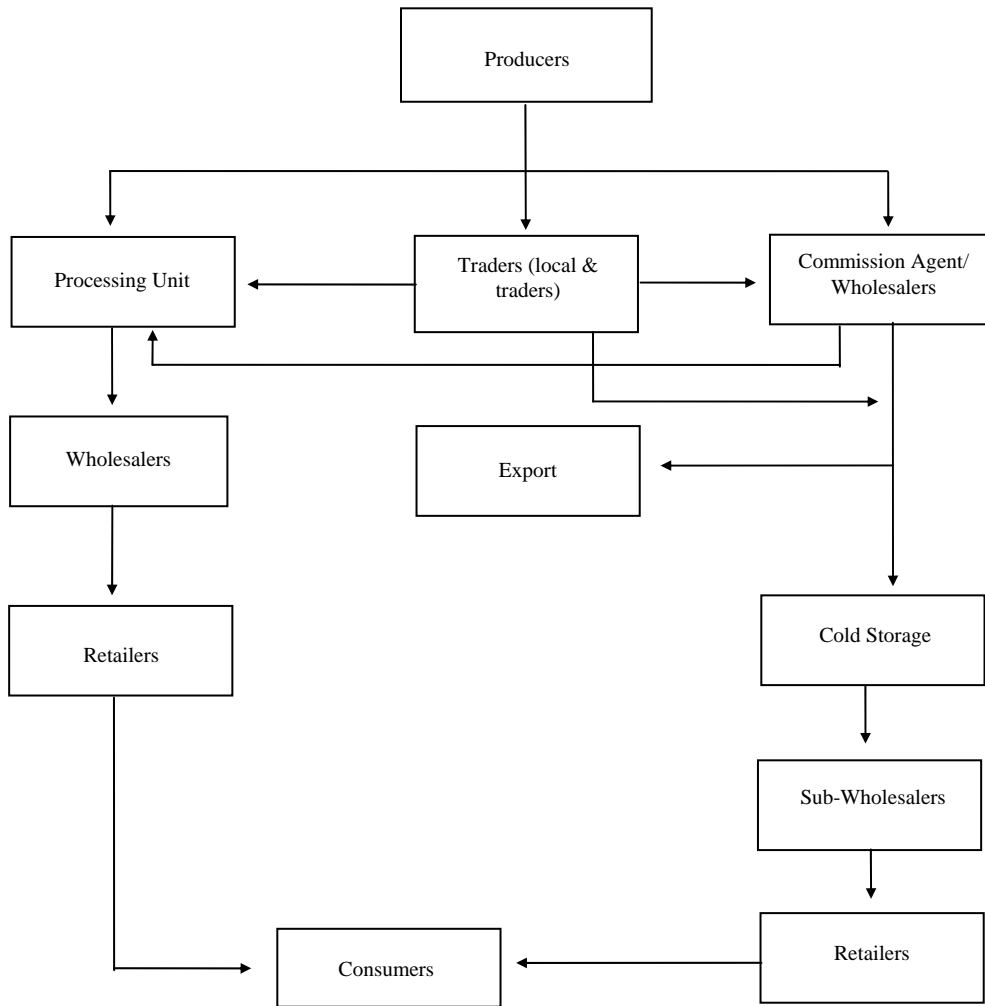 Producers
Processing Unit
Traders (local &
traders)
Commission Agent/
Wholesalers
Wholesalers
Export
Retailers
Cold Storage
Sub-Wholesalers
Retailers
Consumers